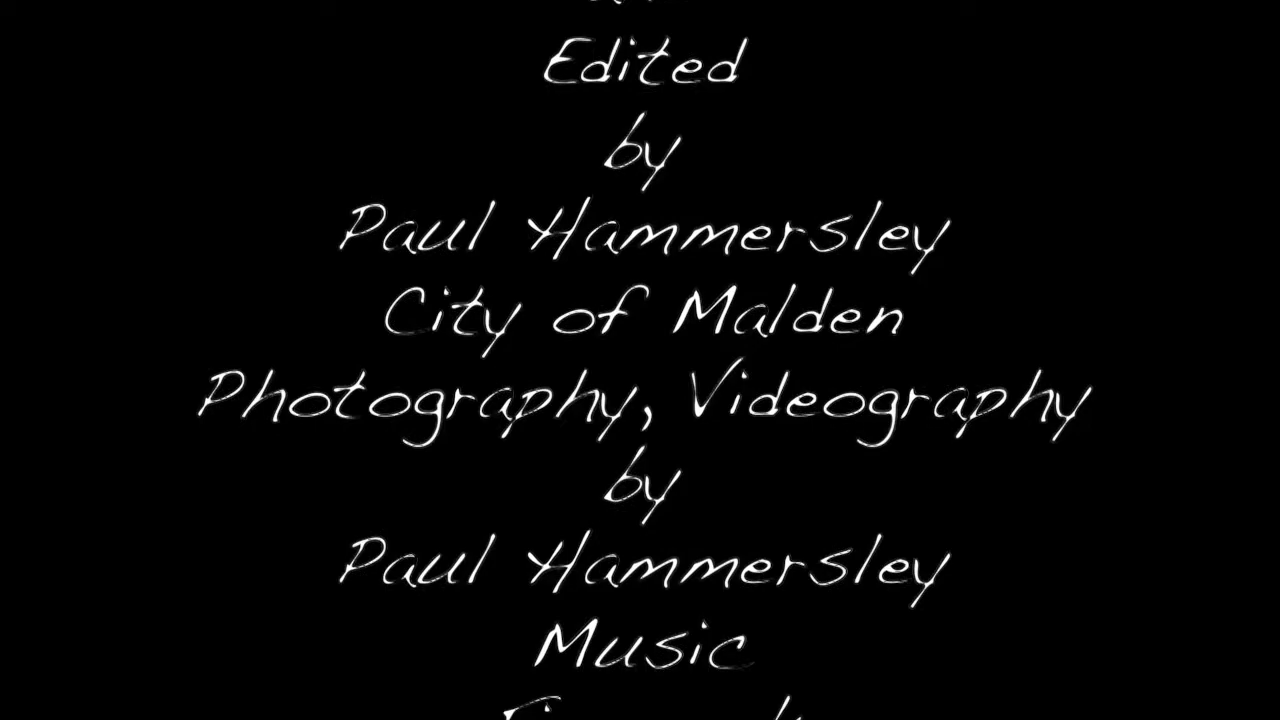 Edited
by
Paul Hammersley
City of Malden
Photography, Videography
by
Paul Hammersley
Music